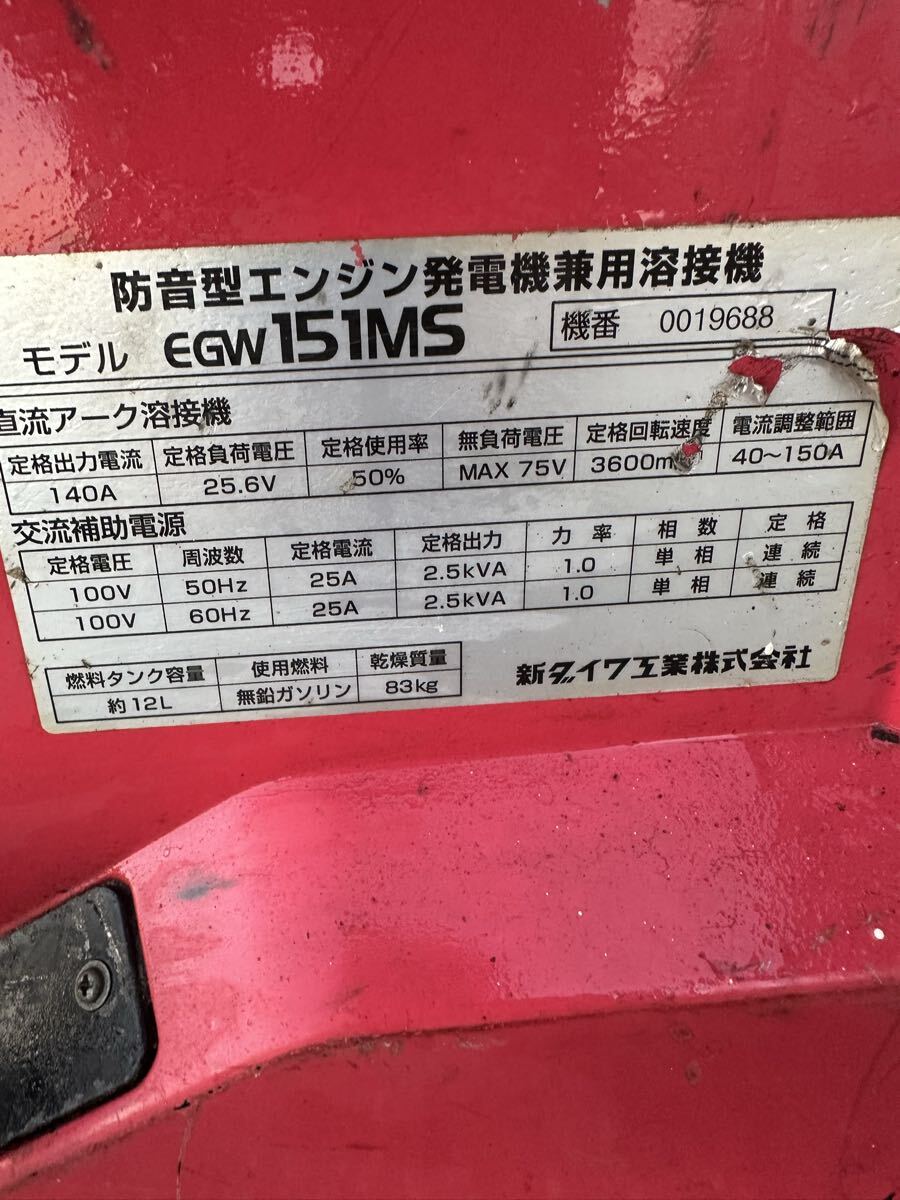 防音型エンジン発電機兼用溶接機
モデル EGW151MS 機番 0019688
直流アーク溶接機
定格出力電流 定格負荷電圧 定格使用率 無負荷電圧 定格回転速度 電流調整範囲
140A 25.6V 50% MAX 75V 3600m 40～150A
交流補助電源
定格電圧 周波数 定格電流 定格出力 力率 相数 定格
100V 50Hz 25A 2.5kVA 1.0 単相 連続
100V 60Hz 25A 2.5kVA 1.0 単相 連続
燃料タンク容量 使用燃料 乾燥質量
約12L 無鉛ガソリン 83kg
新ダイワ工業株式会社